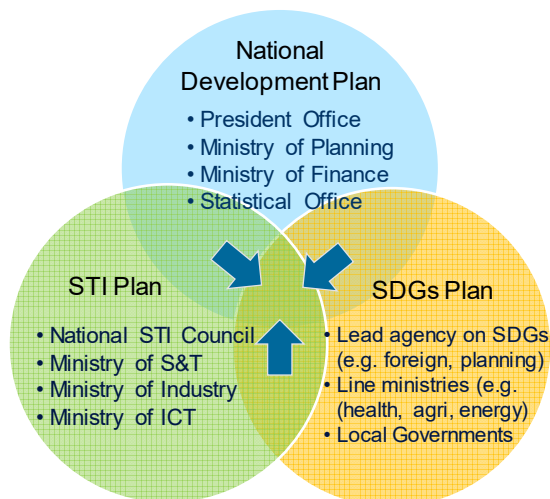 National
Development Plan
• President Office
• Ministry of Planning
• Ministry of Finance
• Statistical Office
STI Plan
• National STI Council
• Ministry of S&T
• Ministry of Industry
• Ministry of ICT
SDGs Plan
• Lead agency on SDGs
(e.g. foreign, planning)
• Line ministries (e.g.
(health, agri, energy)
• Local Governments